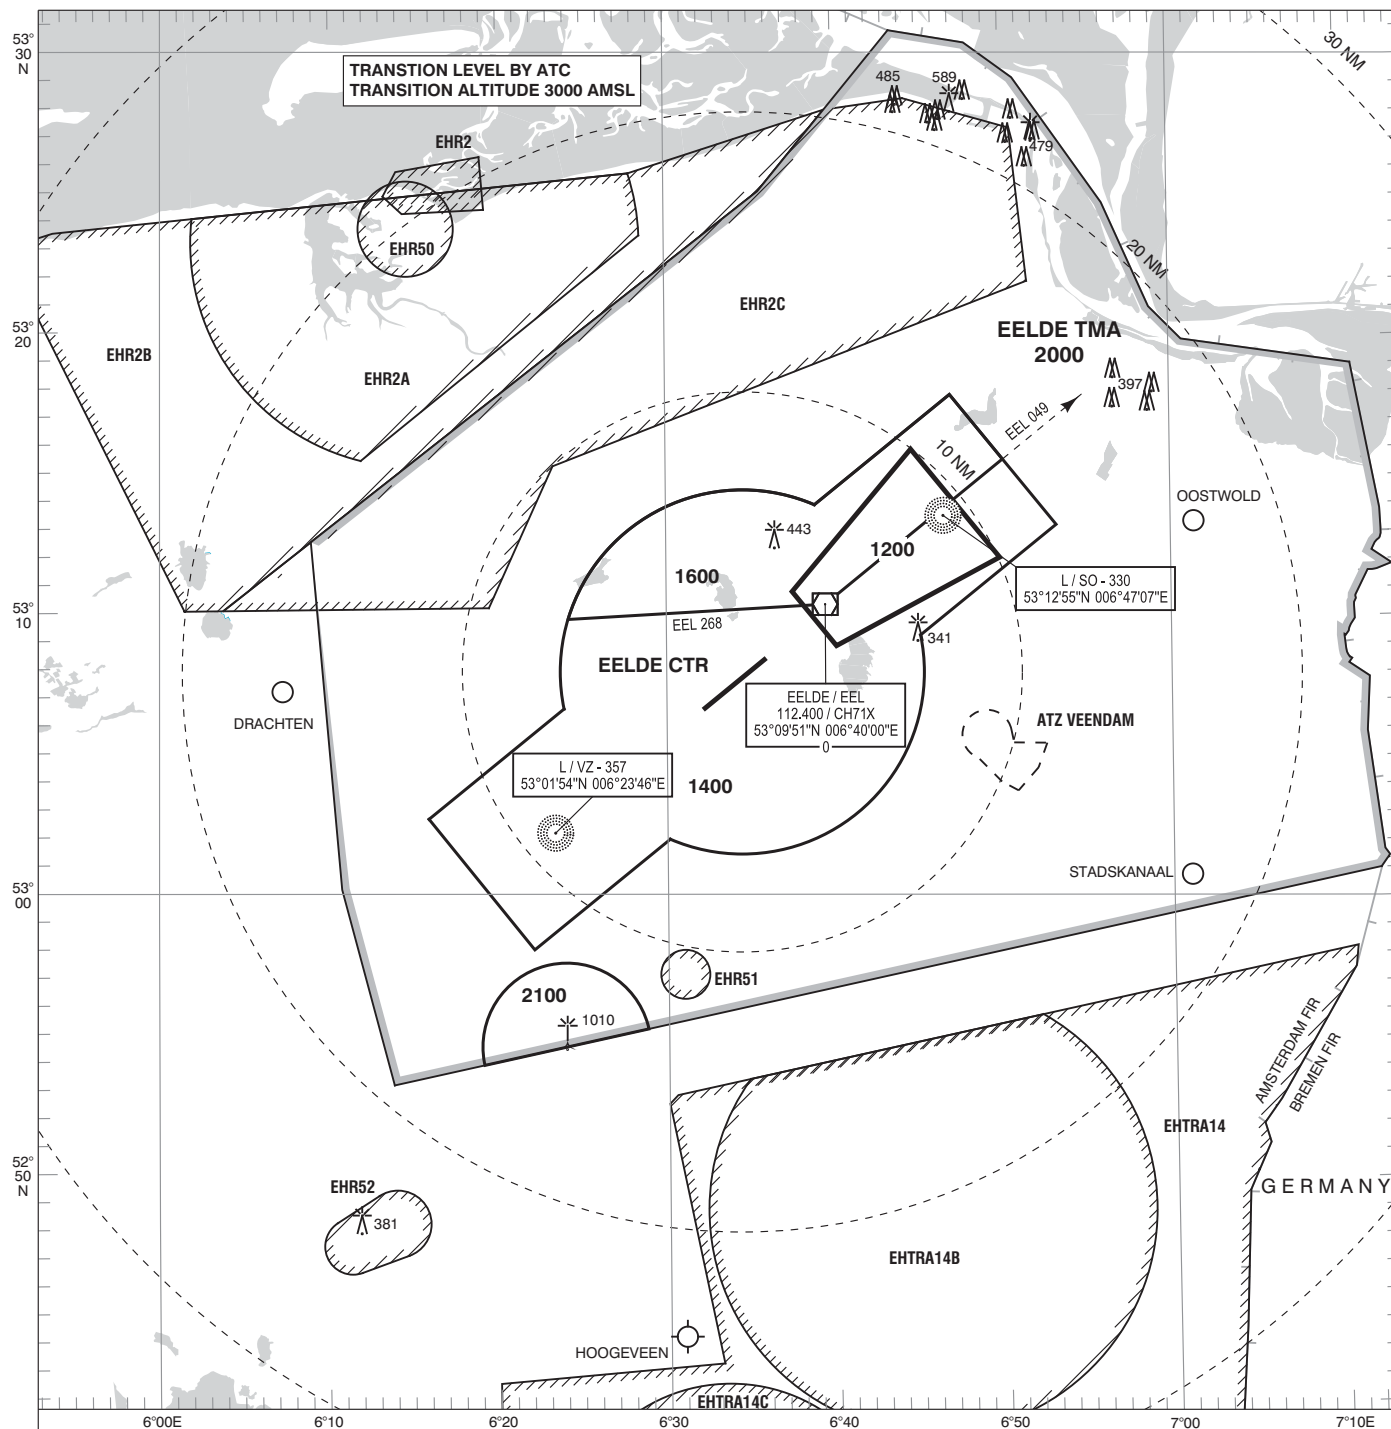 53°
30
N
TRANSTION LEVEL BY ATC
TRANSITION ALTITUDE 3000 AMSL
30 NM
485
589
479
EHR2
EHR50
20 NM
EHR2C
53°
20
EELDE TMA
2000
EHR2B
EHR2A
397
EEL 049
10 NM
OOSTWOLD
443
1200
1600
L / SO - 330
53°12'55"N 006°47'07"E
53°
10
EEL 268
341
EELDE CTR
EELDE / EEL
112.400 / CH71X
53°09'51"N 006°40'00"E
0
DRACHTEN
ATZ VEENDAM
L / VZ - 357
53°01'54"N 006°23'46"E
1400
STADSKANAAL
53°
00
EHR51
2100
1010
AMSTERDAM FIR
BREMEN FIR
EHTRA14
52°
50
N
EHR52
381
GERMANY
EHTRA14B
HOOGEVEEN
EHTRA14C
6°00E
6°10
6°20
6°30
6°40
6°50
7°00
7°10E